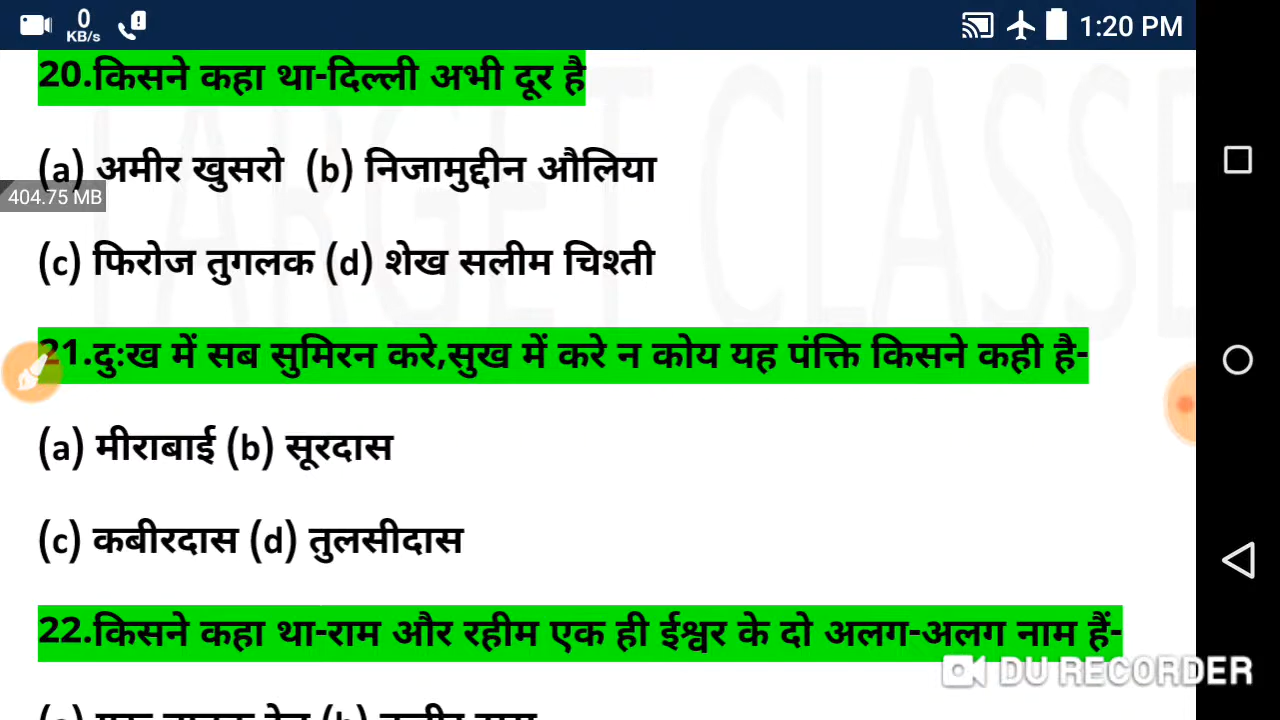 0
KB/s
1:20 PM
20.किसने कहा था-दिल्ली अभी दूर है
(a) अमीर खुसरो (b) निजामुद्दीन औलिया
404.75 MB
(c) फिरोज तुगलक (d) शेख सलीम चिश्ती
21.दुःख में सब सुमिरन करे,सुख में करे न कोय यह पंक्ति किसने कही है-
(a) मीराबाई (b) सूरदास
(c) कबीरदास (d) तुलसीदास
22.किसने कहा था-राम और रहीम एक ही ईश्वर के दो अलग-अलग नाम हैं-
DU RECORDER
TARGET CLASSE